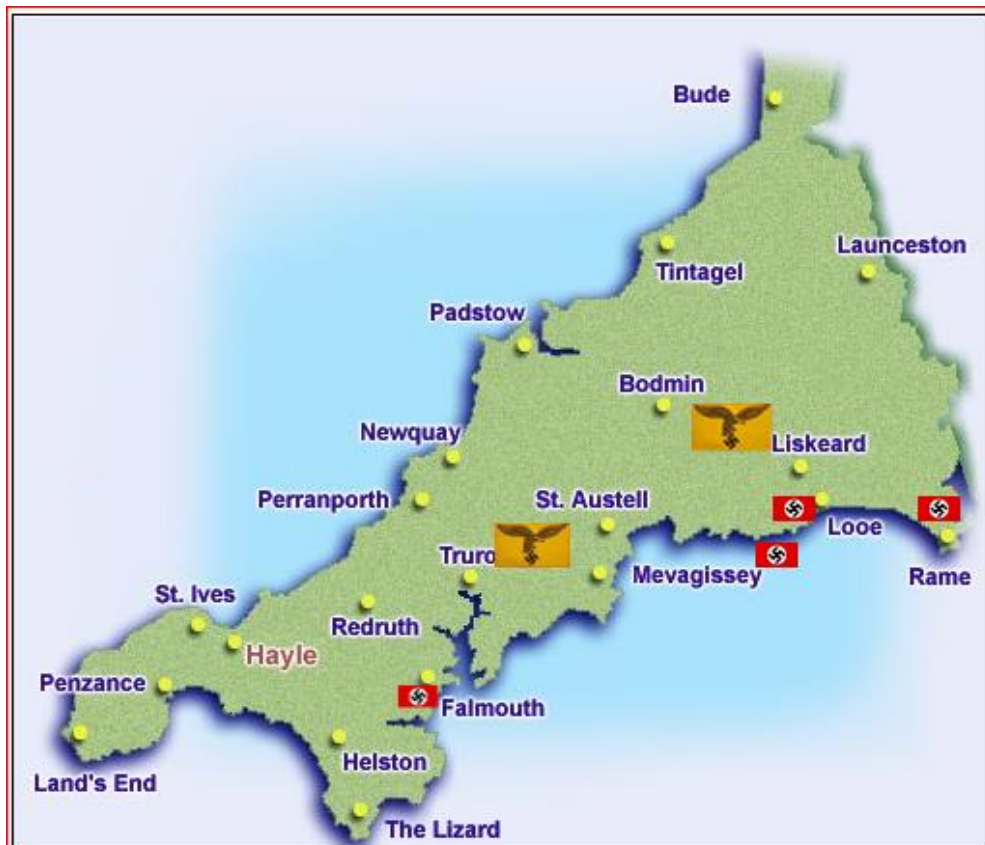 Bude
Launceston
Tintagel
Padstow
Bodmin
Newquay
Liskeard
Perranporth
St. Austell
Looe
Truro
Mevagissey
Rame
St. Ives
Redruth
Hayle
Penzance
Falmouth
Helston
Land's End
The Lizard